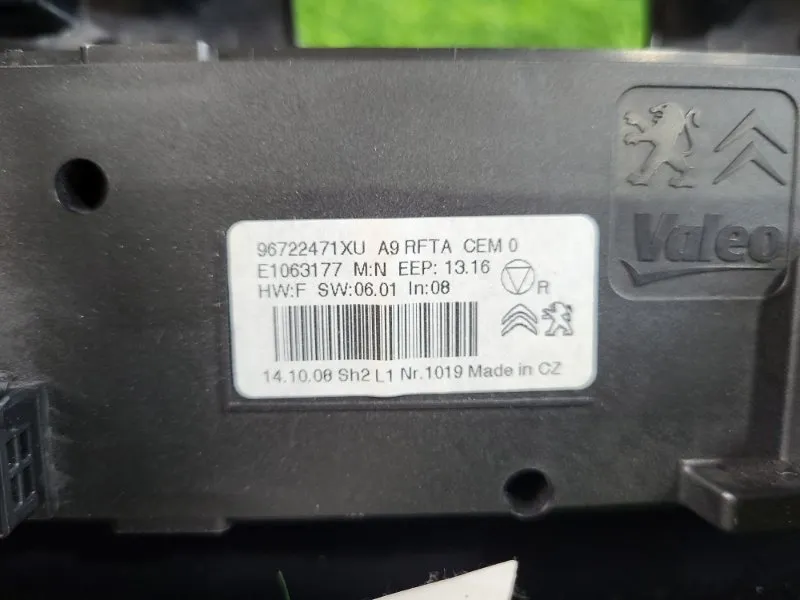 96722471XU A9 RFTA CEM 0
E1063177 M:N EEP: 13.16
HW:F SW:06.01 In:08
R
14.10.08 Sh2 L1 Nr.1019 Made in CZ
Valeo